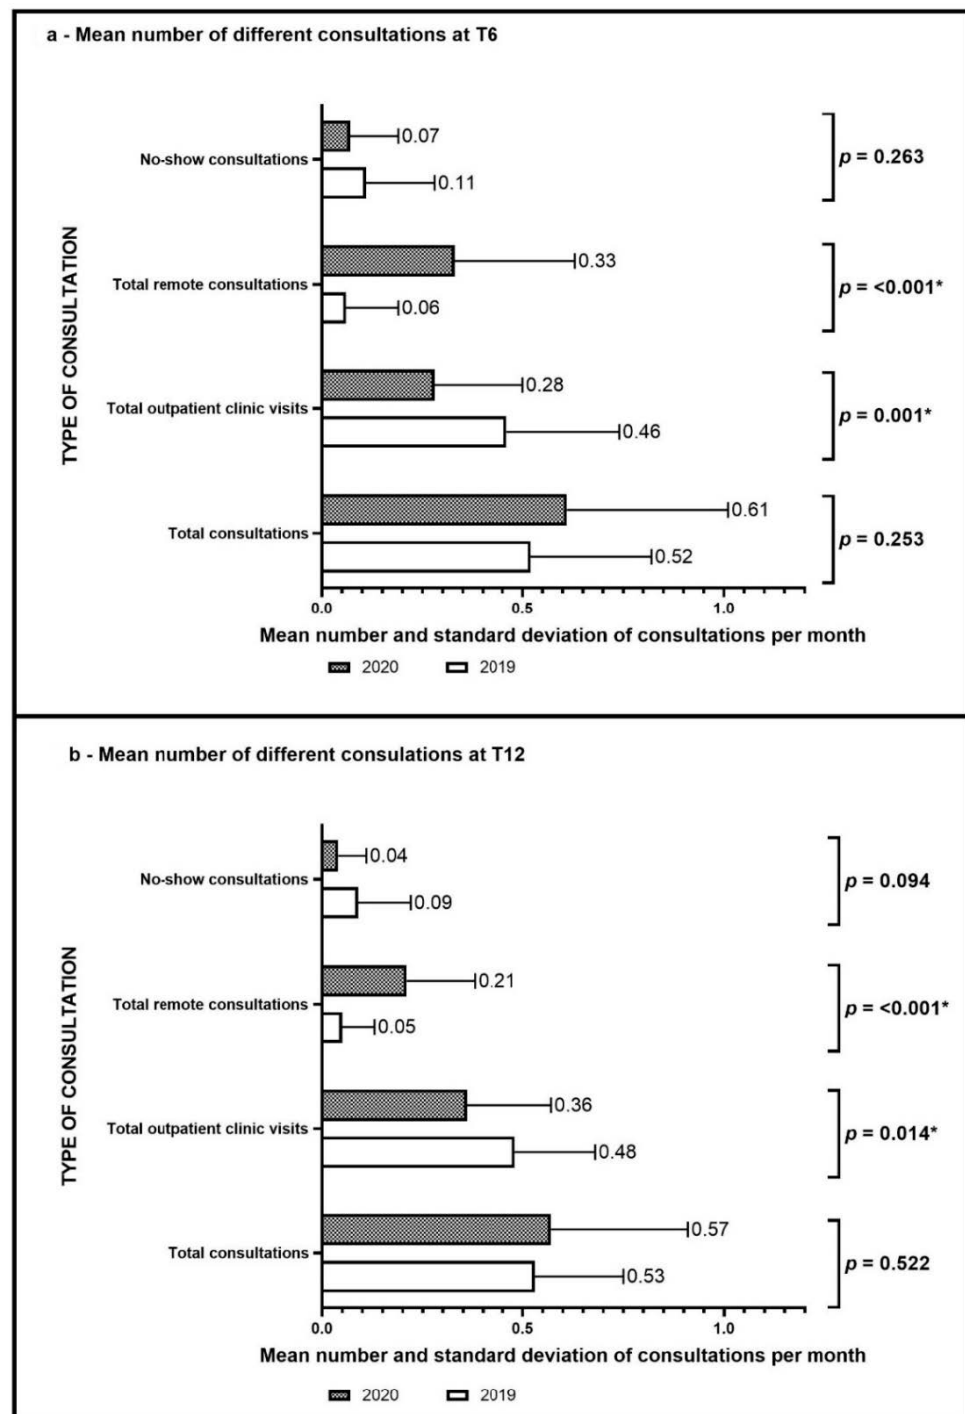 a - Mean number of different consultations at T6
No-show consultations
0.07
0.11
p = 0.263
Total remote consultations
0.33
0.06
p = <0.001*
Total outpatient clinic visits
0.28
0.46
p = 0.001*
Total consultations
0.61
0.52
p = 0.253
TYPE OF CONSULTATION
0.0 0.5 1.0
Mean number and standard deviation of consultations per month
2020 2019
b - Mean number of different consulations at T12
No-show consultations
0.04
0.09
p = 0.094
Total remote consultations
0.21
0.05
p = <0.001*
Total outpatient clinic visits
0.36
0.48
p = 0.014*
Total consultations
0.57
0.53
p = 0.522
TYPE OF CONSULTATION
0.0 0.5 1.0
Mean number and standard deviation of consultations per month
2020 2019